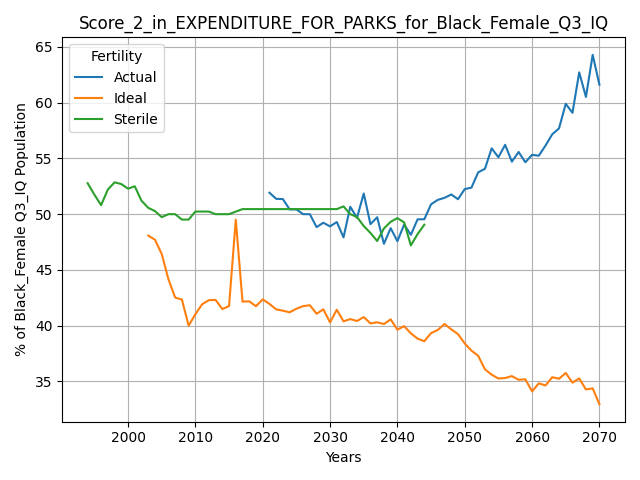 Score_2_in_EXPENDITURE_FOR_PARKS_for_Black_Female_Q3_IQ
Fertility
Actual
Ideal
Sterile
% of Black_Female Q3_IQ Population
65
60
55
50
45
40
35
2000 2010 2020 2030 2040 2050 2060 2070
Years